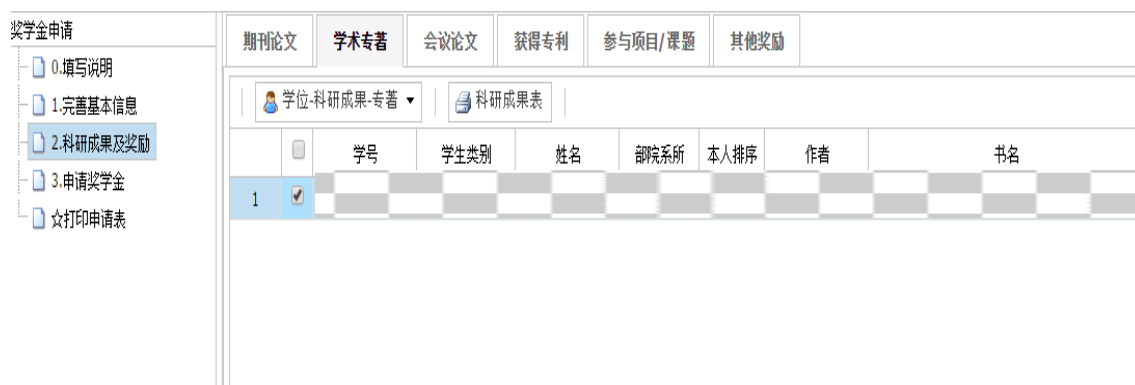 奖学金申请
0.填写说明
1.完善基本信息
2.科研成果及奖励
3.申请奖学金
☆打印申请表
期刊论文 学术专著 会议论文 获得专利 参与项目/课题 其他奖励
学位-科研成果-专著 科研成果表
学号 学生类别 姓名 部院系所 本人排序 作者 书名
1